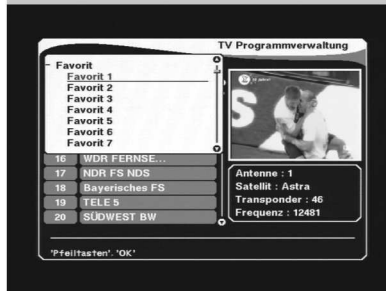 TV Programmverwaltung
- Favorit
Favorit 1
Favorit 2
Favorit 3
Favorit 4
Favorit 5
Favorit 6
Favorit 7
16 WDR FERNSE...
17 NDR FS NDS
18 Bayerisches FS
19 TELE 5
20 SÜDWEST BW
Antenne : 1
Satellit : Astra
Transponder : 46
Frequenz : 12481
'Pfeiltasten'. 'OK'